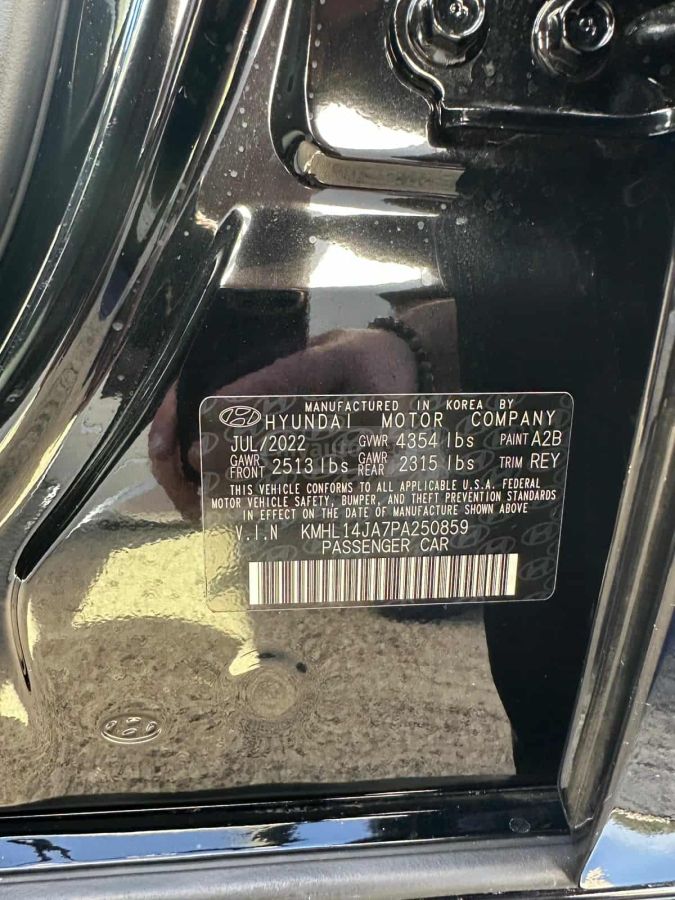 MANUFACTURED IN KOREA BY
HYUNDAI MOTOR COMPANY
JUL/2022 GVWR 4354 lbs PAINT A2B
GAWR FRONT 2513 lbs GAWR REAR 2315 lbs TRIM REY
THIS VEHICLE CONFORMS TO ALL APPLICABLE U.S.A. FEDERAL
MOTOR VEHICLE SAFETY, BUMPER, AND THEFT PREVENTION STANDARDS
IN EFFECT ON THE DATE OF MANUFACTURE SHOWN ABOVE
V.I.N KMHL14JA7PA250859
PASSENGER CAR